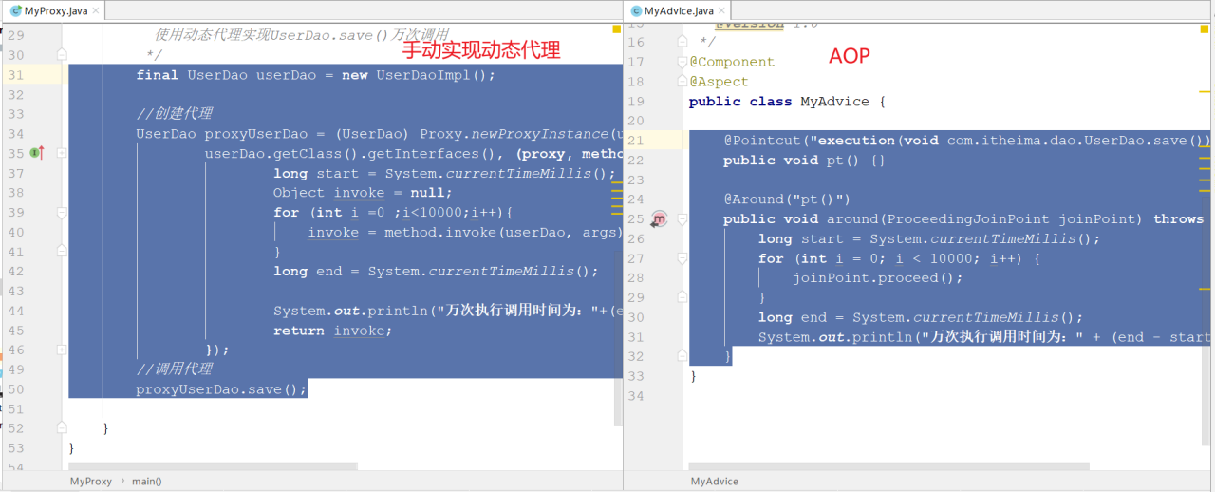 MyProxy.java
29 使用动态代理实现UserDao.save()万次调用
30 */
手动实现动态代理
31 final UserDao userDao = new UserDaoImpl();
32
33 //创建代理
34 UserDao proxyUserDao = (UserDao) Proxy.newProxyInstance(u
35 userDao.getClass().getInterfaces(), (proxy, metho
37 long start = System.currentTimeMillis();
38 Object invoke = null;
39 for (int i =0 ;i<10000;i++){
40 invoke = method.invoke(userDao, args)
41 }
42 long end = System.currentTimeMillis();
43
44 System.out.println("万次执行调用时间为："+(e
45 return invoke;
46 });
49 //调用代理
50 proxyUserDao.save();
51
52 }
53 }
54
MyProxy › main()
MyAdvice.java
15 @version 1.0
16 */
AOP
17 @Component
18 @Aspect
19 public class MyAdvice {
20
21 @Pointcut("execution(void com.itheima.dao.UserDao.save())
22 public void pt() {}
23
24 @Around("pt()")
25 public void around(ProceedingJoinPoint joinPoint) throws
26 long start = System.currentTimeMillis();
27 for (int i = 0; i < 10000; i++) {
28 joinPoint.proceed();
29 }
30 long end = System.currentTimeMillis();
31 System.out.println("万次执行调用时间为：" + (end - start
32 }
33 }
34
MyAdvice